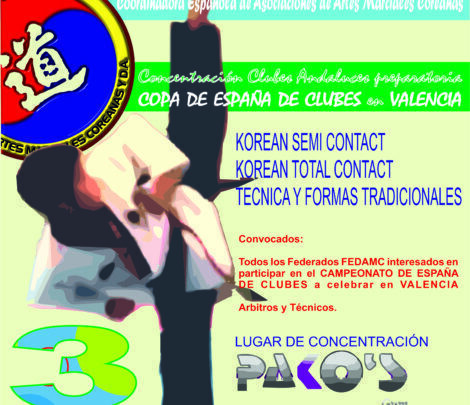 Coordinadora Española de Asociaciones de Artes Marciales Coreanas
道
ARTES MARCIALES COREANAS Y D.A.
Concentración Clubes Andaluces preparatoria
COPA DE ESPAÑA DE CLUBES en VALENCIA
KOREAN SEMI CONTACT
KOREAN TOTAL CONTACT
TECNICA Y FORMAS TRADICIONALES
Convocados:
Todos los Federados FEDAMC interesados en
participar en el CAMPEONATO DE ESPAÑA
DE CLUBES a celebrar en VALENCIA
Arbitros y Técnicos.
3
LUGAR DE CONCENTRACIÓN
PAKO'S